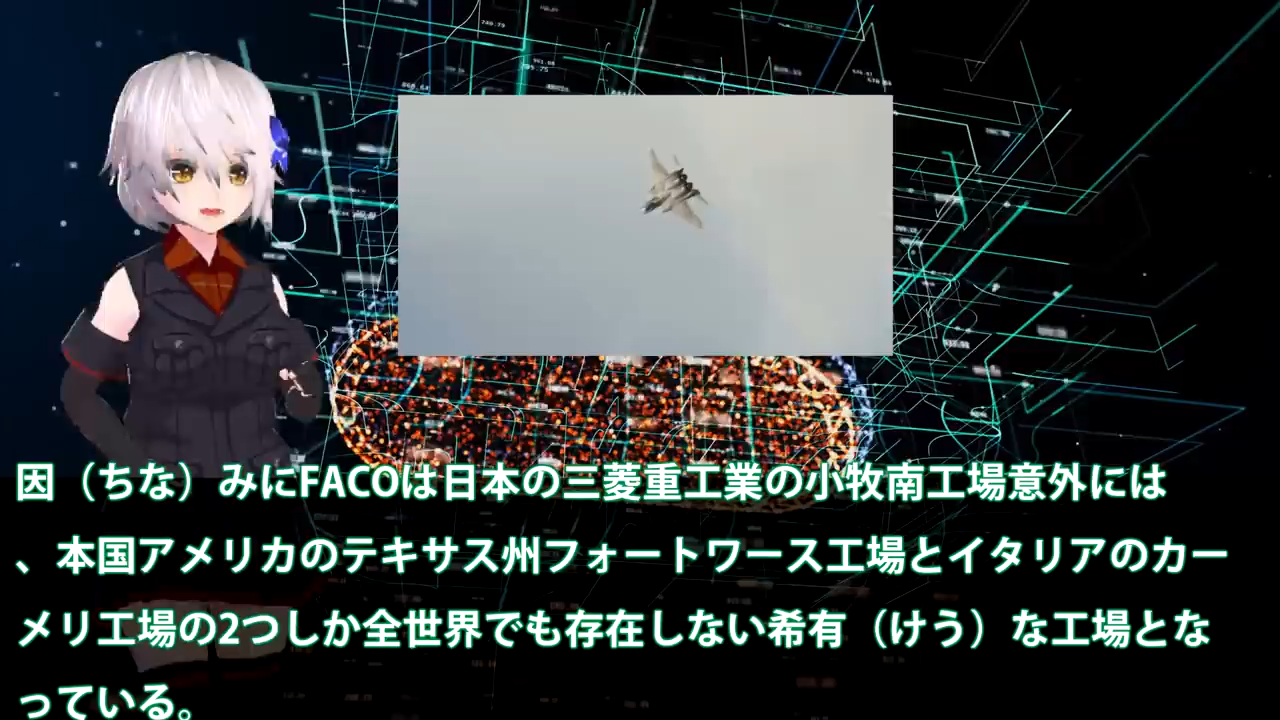 因（ちな）みにFACOは日本の三菱重工業の小牧南工場意外には
、本国アメリカのテキサス州フォートワース工場とイタリアのカー
メリ工場の2つしか全世界でも存在しない希有（けう）な工場とな
っている。